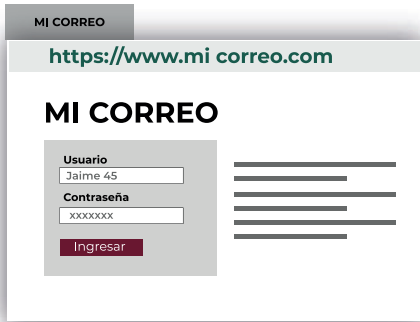 MI CORREO
https://www.mi correo.com
MI CORREO
Usuario
Jaime 45
Contraseña
xxxxxxx
Ingresar